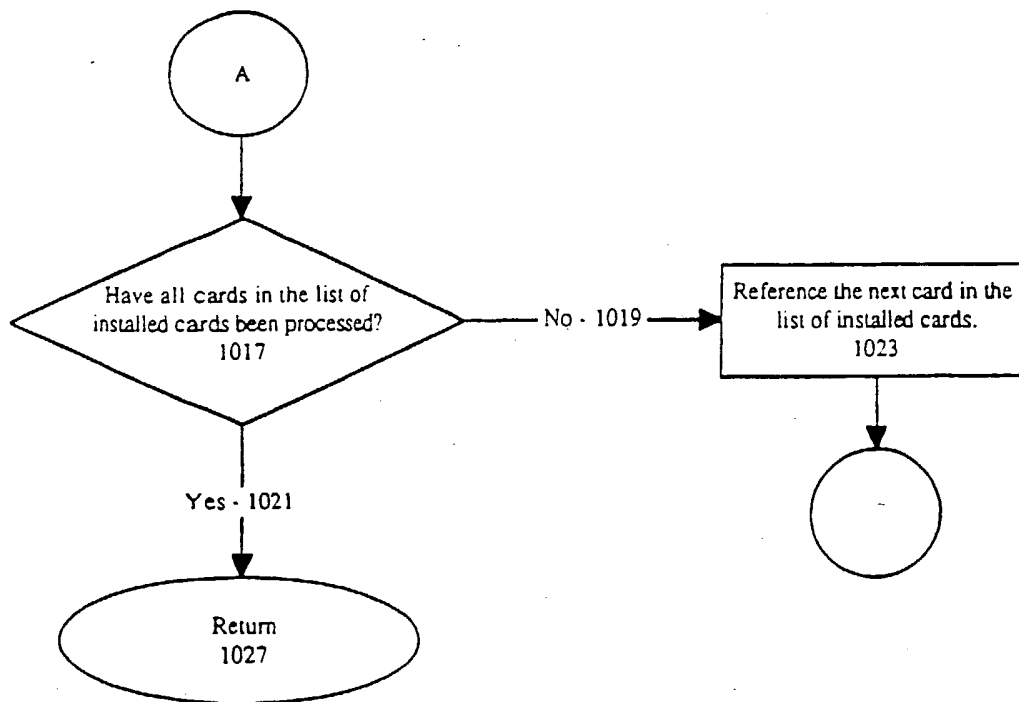 A
Have all cards in the list of
installed cards been processed?
1017
No - 1019
Reference the next card in the
list of installed cards.
1023
Yes - 1021
Return
1027